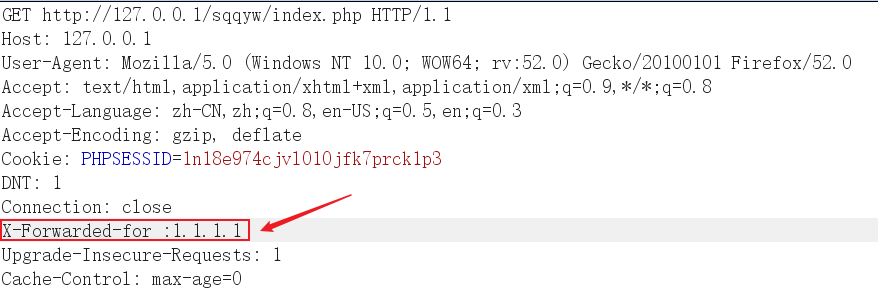 GET http://127.0.0.1/sqqyw/index.php HTTP/1.1
Host: 127.0.0.1
User-Agent: Mozilla/5.0 (Windows NT 10.0; WOW64; rv:52.0) Gecko/20100101 Firefox/52.0
Accept: text/html,application/xhtml+xml,application/xml;q=0.9,*/*;q=0.8
Accept-Language: zh-CN,zh;q=0.8,en-US;q=0.5,en;q=0.3
Accept-Encoding: gzip, deflate
Cookie: PHPSESSID=1n18e974cjvl010jfk7prck1p3
DNT: 1
Connection: close
X-Forwarded-for :1.1.1.1
Upgrade-Insecure-Requests: 1
Cache-Control: max-age=0